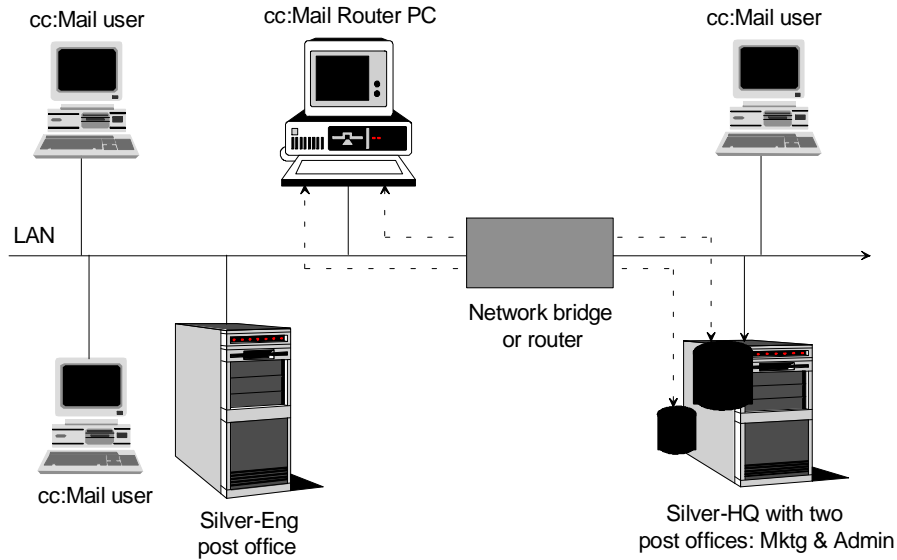 cc:Mail user
cc:Mail Router PC
cc:Mail user
LAN
Network bridge
or router
cc:Mail user
Silver-Eng
post office
Silver-HQ with two
post offices: Mktg & Admin